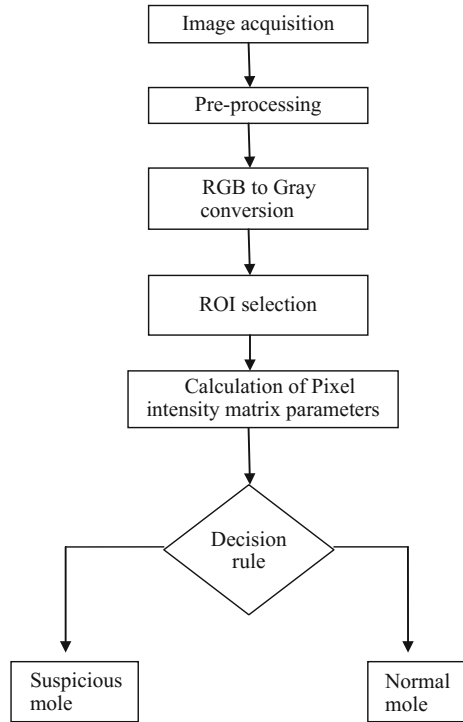 Image acquisition
Pre-processing
RGB to Gray
conversion
ROI selection
Calculation of Pixel
intensity matrix parameters
Decision
rule
Suspicious
mole
Normal
mole